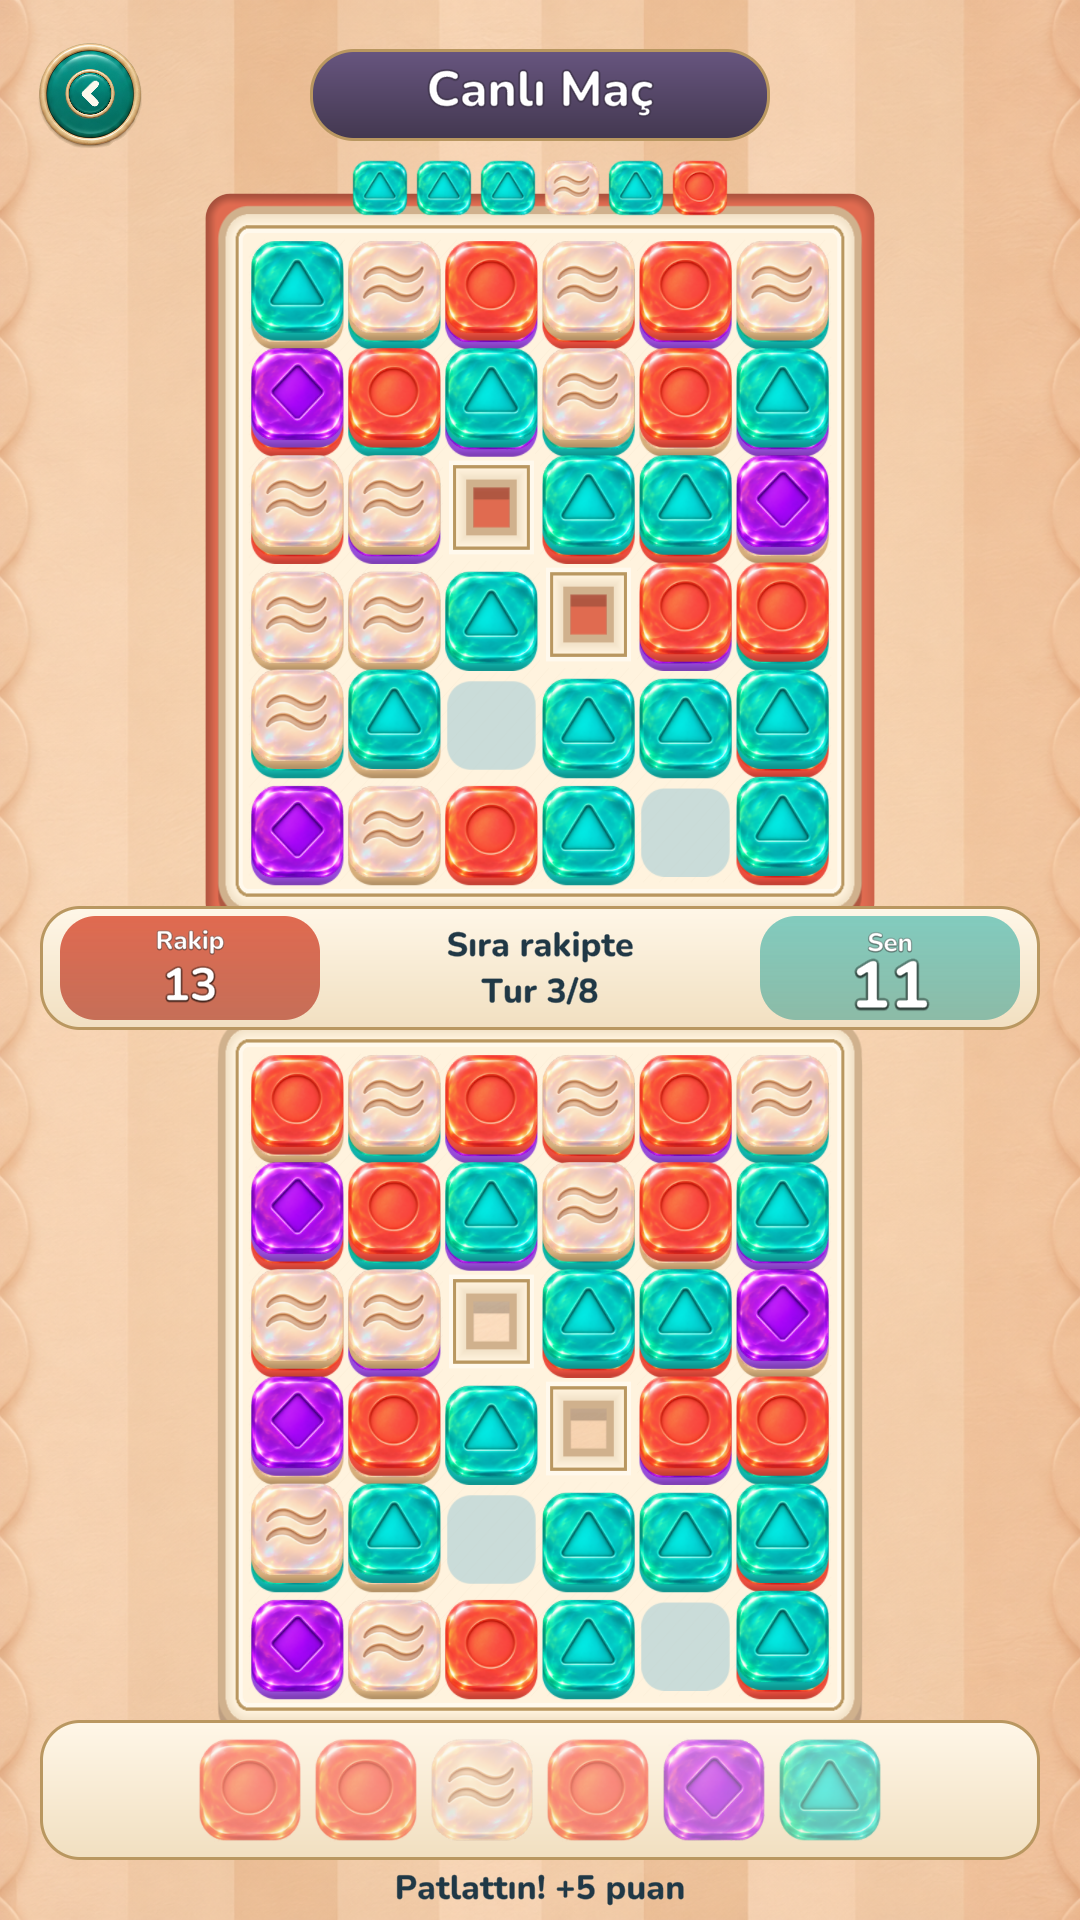 Canlı Maç
Rakip
13
Sıra rakipte
Tur 3/8
Sen
11
Patlattın! +5 puan